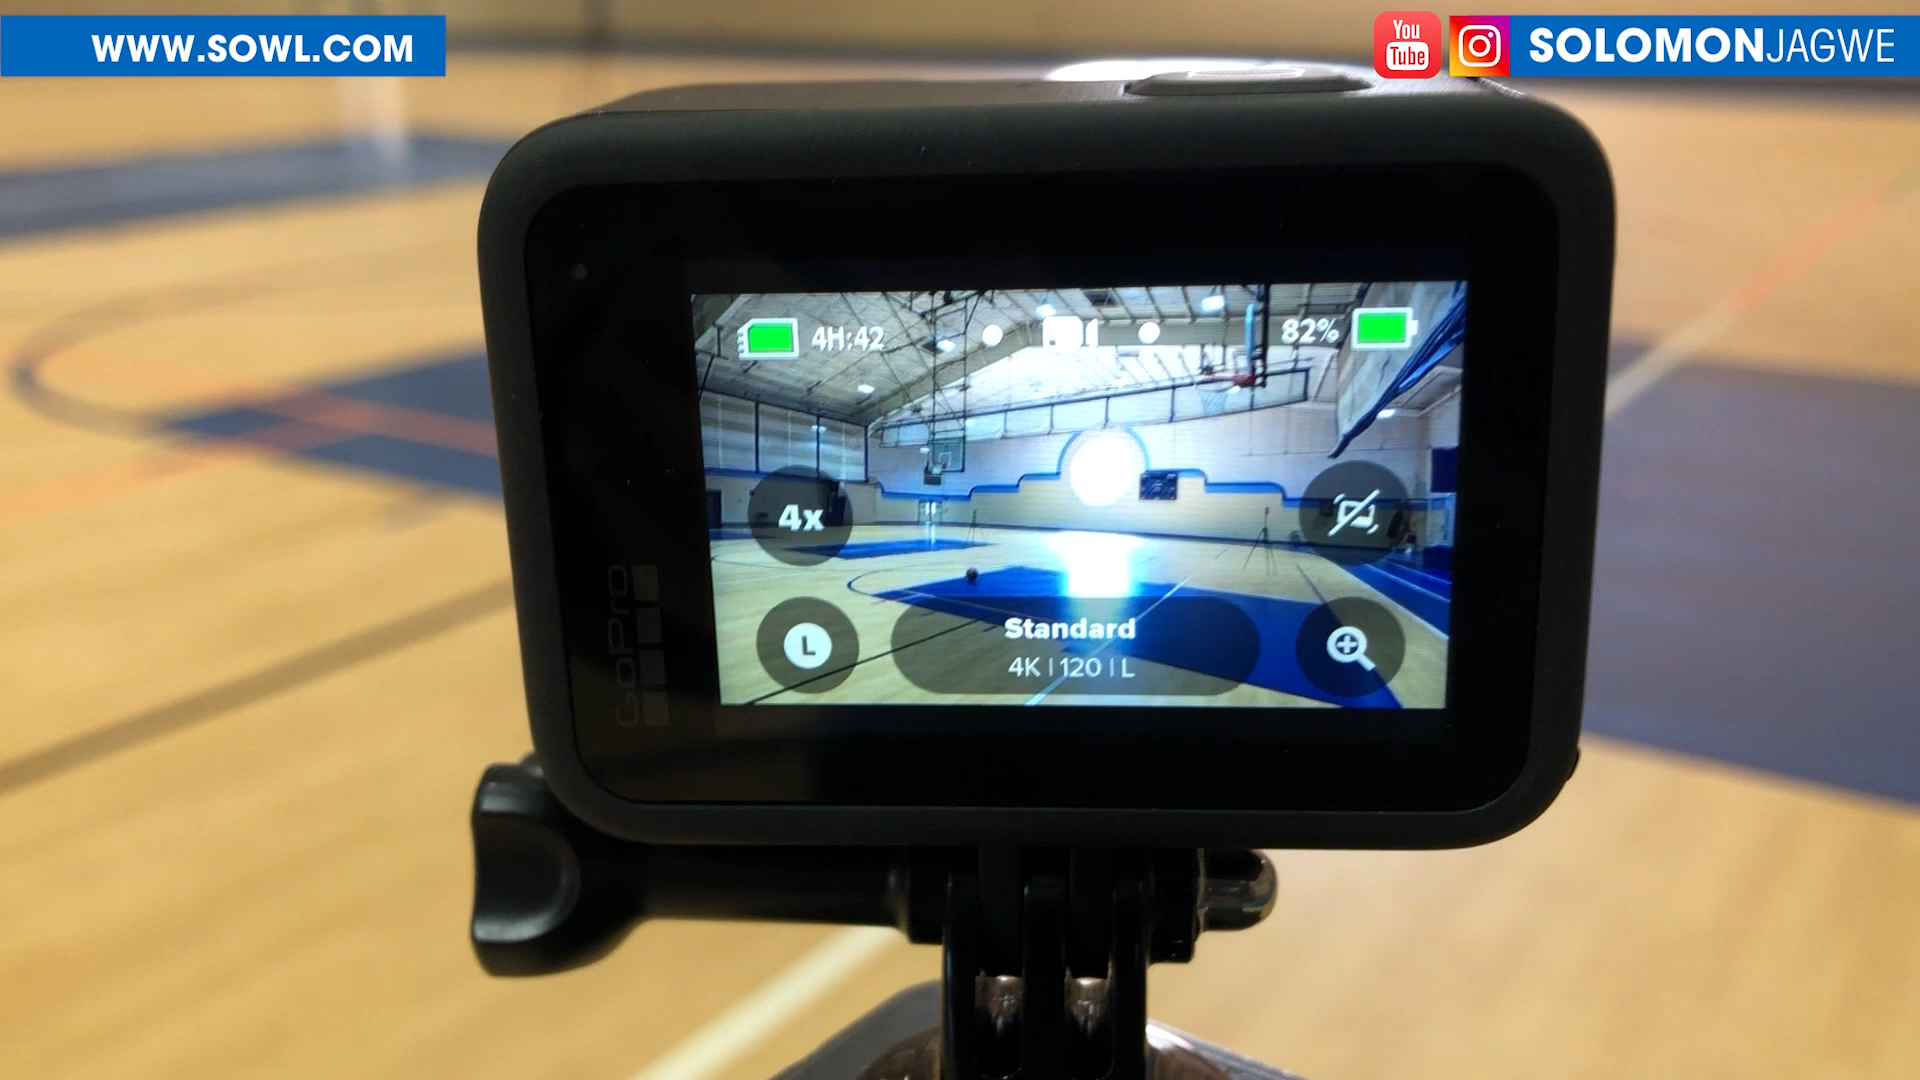 WWW.SOWL.COM
You
Tube
SOLOMONJAGWE
4H:42
82%
4x
L
Standard
4K | 120 | L
GoPro